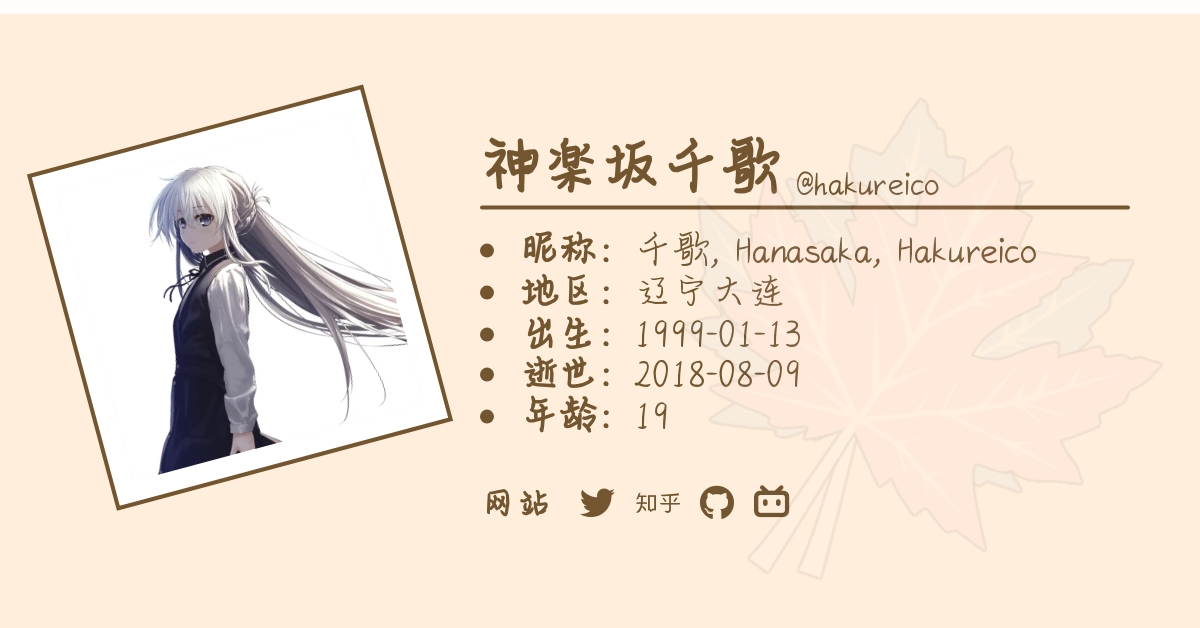 神楽坂千歌 @hakureico
昵称： 千歌, Hanasaka, Hakureico
地区： 辽宁大连
出生： 1999-01-13
逝世： 2018-08-09
年龄： 19
网站 知乎